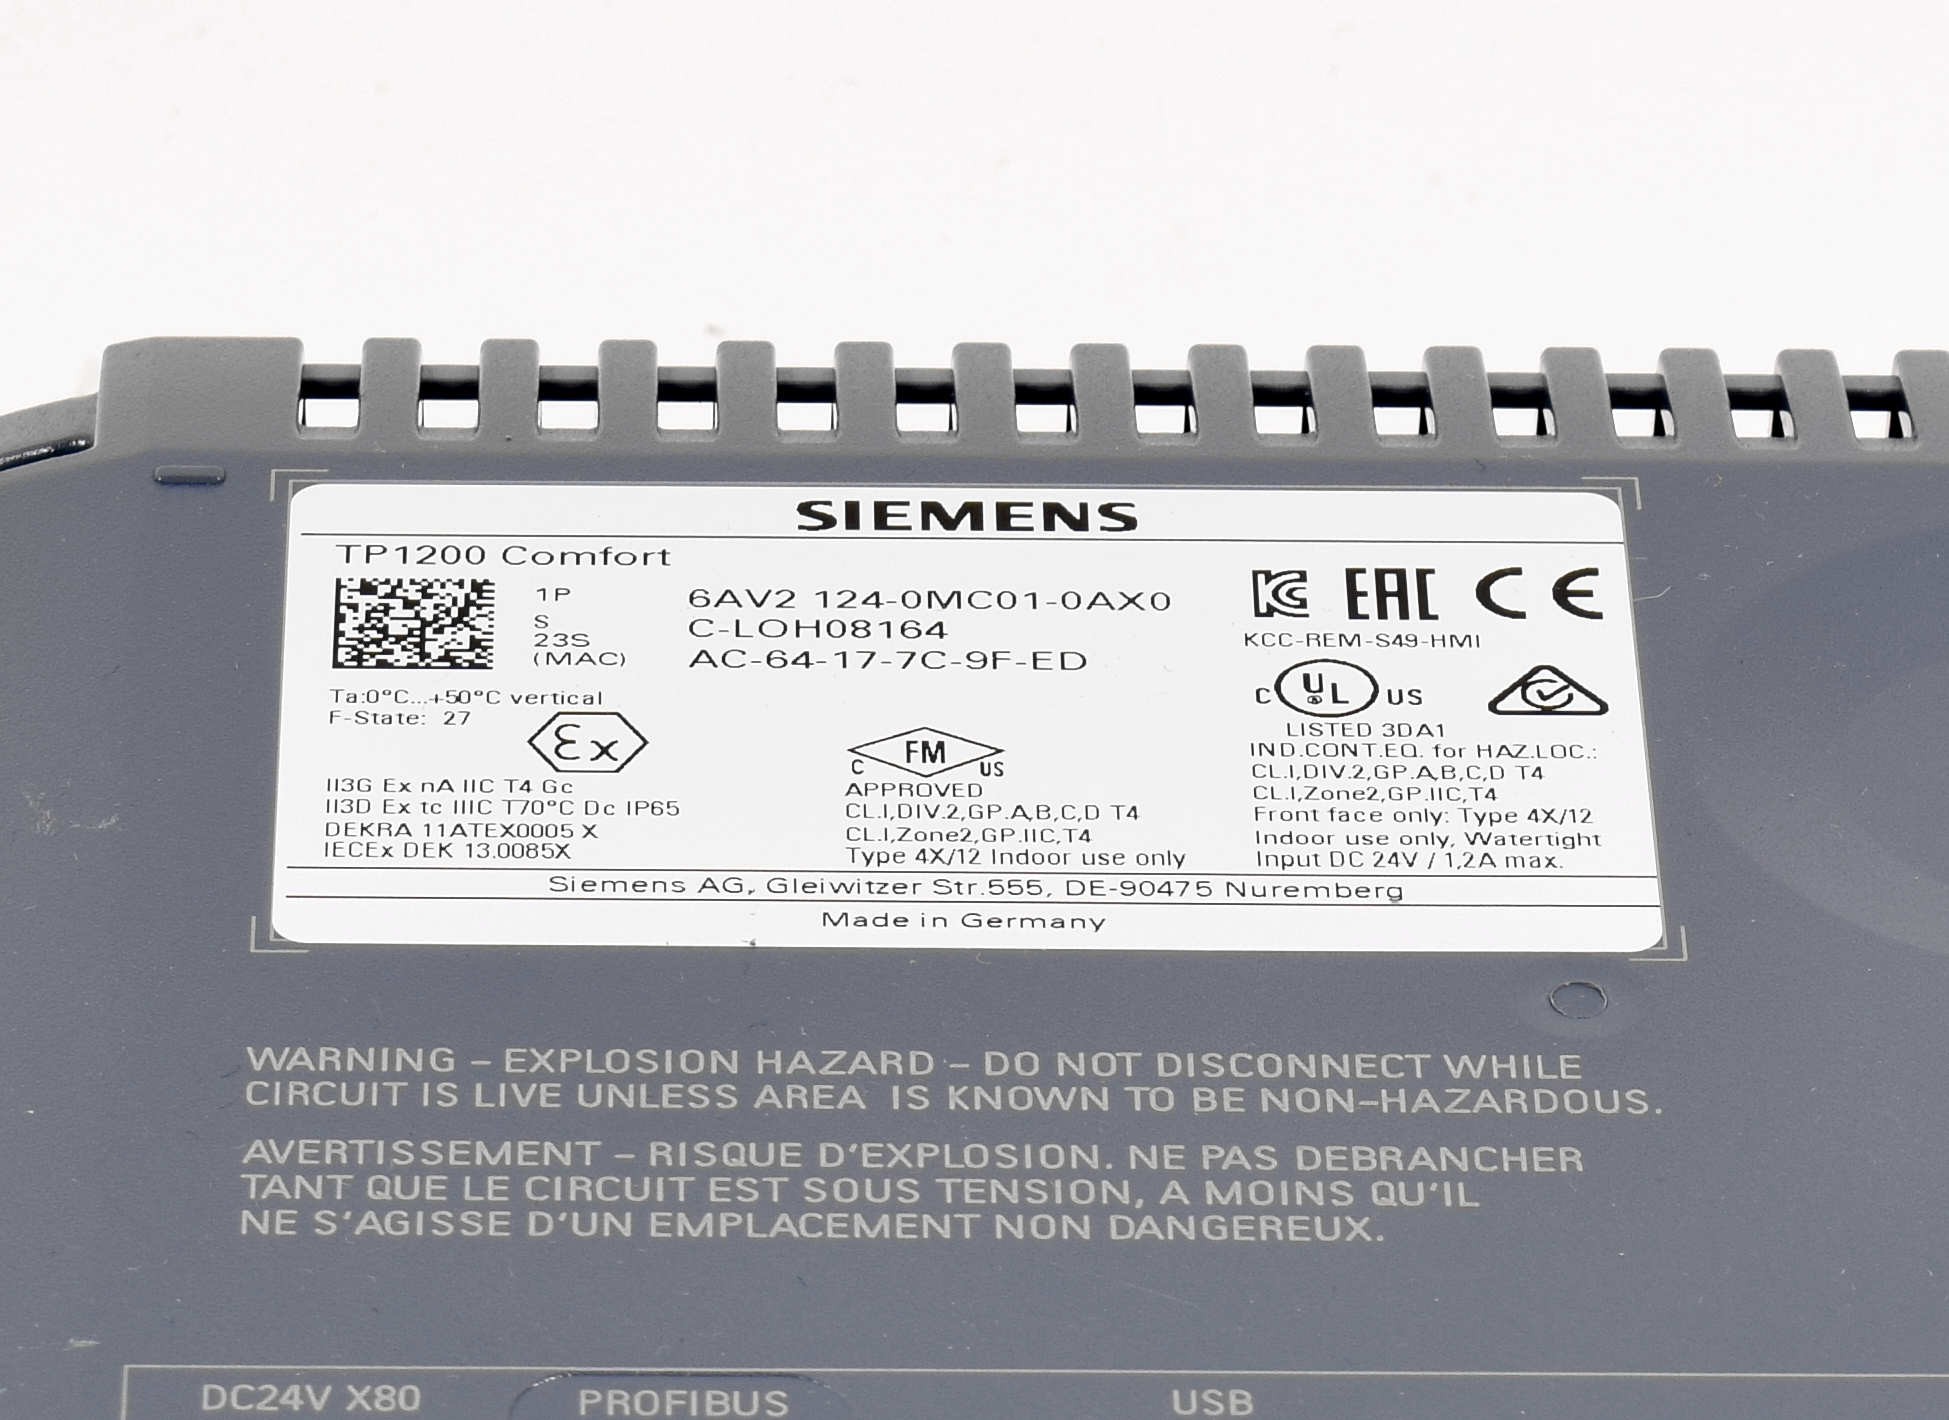 SIEMENS
TP1200 Comfort
1P 6AV2 124-0MC01-0AX0
S C-L0H08164
23S
(MAC) AC-64-17-7C-9F-ED
KCC-REM-S49-HMI
EAC CE
Ta:0°C...+50°C vertical
F-State: 27
Ex
II3G Ex nA IIC T4 Gc
II3D Ex tc IIIC T70°C Dc IP65
DEKRA 11ATEX0005 X
IECEx DEK 13.0085X
FM
C US
APPROVED
CL.I,DIV.2,GP.A,B,C,D T4
CL.I,Zone2,GP.IIC,T4
Type 4X/12 Indoor use only
C UL® US
LISTED 3DA1
IND.CONT.EQ. for HAZ.LOC.:
CL.I,DIV.2,GP.A,B,C,D T4
CL.I,Zone2,GP.IIC,T4
Front face only: Type 4X/12
Indoor use only, Watertight
Input DC 24V / 1,2A max.
Siemens AG, Gleiwitzer Str.555, DE-90475 Nuremberg
Made in Germany
WARNING – EXPLOSION HAZARD – DO NOT DISCONNECT WHILE
CIRCUIT IS LIVE UNLESS AREA IS KNOWN TO BE NON-HAZARDOUS.
AVERTISSEMENT – RISQUE D'EXPLOSION. NE PAS DEBRANCHER
TANT QUE LE CIRCUIT EST SOUS TENSION, A MOINS QU'IL
NE S'AGISSE D'UN EMPLACEMENT NON DANGEREUX.
DC24V X80 PROFIBUS USB